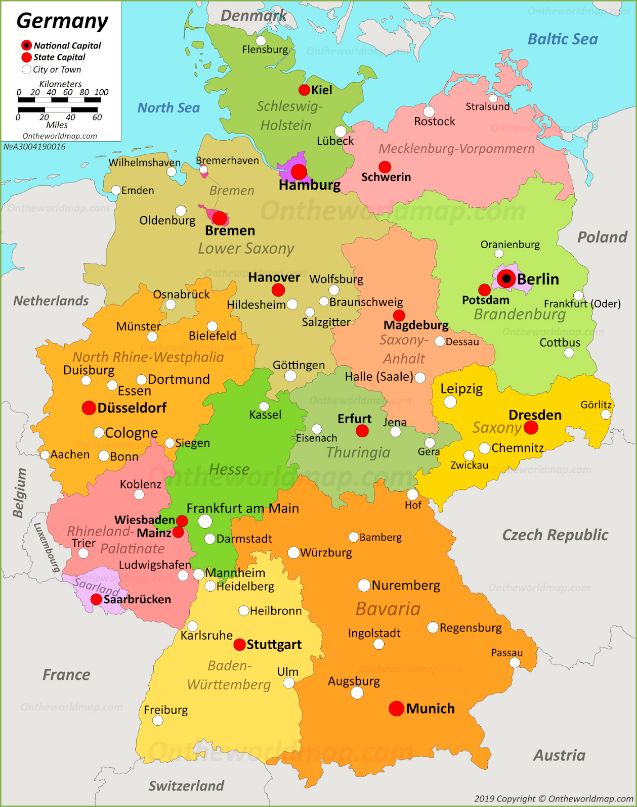 Germany
National Capital
State Capital
City or Town
Kilometers
0 20 40 60 80 100
0 20 40 60
Miles
Ontheworldmap.com
NeA3004190016
Denmark
Baltic Sea
North Sea
Flensburg
Kiel
Schleswig-
Holstein
Lübeck
Rostock
Stralsund
Mecklenburg-Vorpommern
Schwerin
Hamburg
Wilhelmshaven
Bremerhaven
Bremen
Emden
Oldenburg
Bremen
Lower Saxony
Ontheworldmap.com
Poland
Oranienburg
Berlin
Potsdam
Frankfurt (Oder)
Brandenburg
Cottbus
Netherlands
Hanover
Wolfsburg
Osnabrück
Hildesheim
Braunschweig
Salzgitter
Magdeburg
Saxony-
Anhalt
Dessau
Münster
Bielefeld
North Rhine-Westphalia
Göttingen
Halle (Saale)
Duisburg
Essen
Dortmund
Düsseldorf
Leipzig
Görlitz
Dresden
Saxony
Chemnitz
Zwickau
Kassel
Erfurt
Jena
Eisenach
Gera
Thuringia
Cologne
Siegen
Aachen
Bonn
Hesse
Ontheworldmap.com
Belgium
Koblenz
Hof
Frankfurt am Main
Wiesbaden
Mainz
Rhineland-
Palatinate
Luxembourg
Trier
Darmstadt
Czech Republic
Bamberg
Würzburg
Ludwigshafen
Mannheim
Heidelberg
Saarland
Saarbrücken
Nuremberg
Bavaria
Heilbronn
Karlsruhe
Stuttgart
Ingolstadt
Regensburg
Passau
France
Baden-
Württemberg
Ulm
Augsburg
Munich
Freiburg
Ontheworldmap.com
Austria
Switzerland
2019 Copyright © Ontheworldmap.com